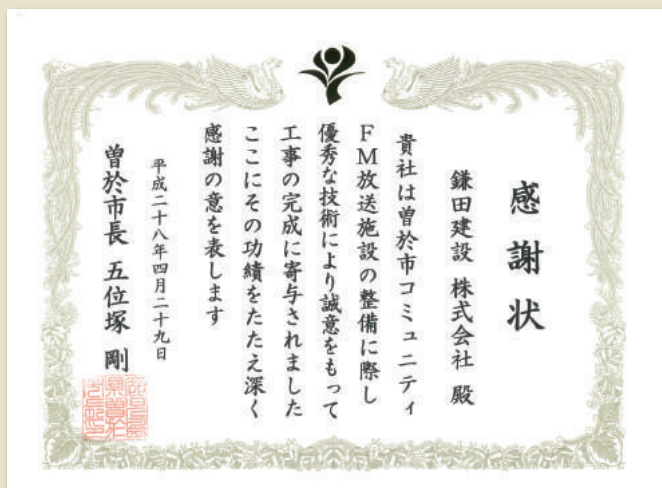 感謝状
鎌田建設 株式会社 殿
貴社は曽於市コミュニティ
FM放送施設の整備に際し
優秀な技術により誠意をもって
工事の完成に寄与されました
ここにその功績をたたえ深く
感謝の意を表します
平成二十八年四月二十九日
曽於市長 五位塚 剛